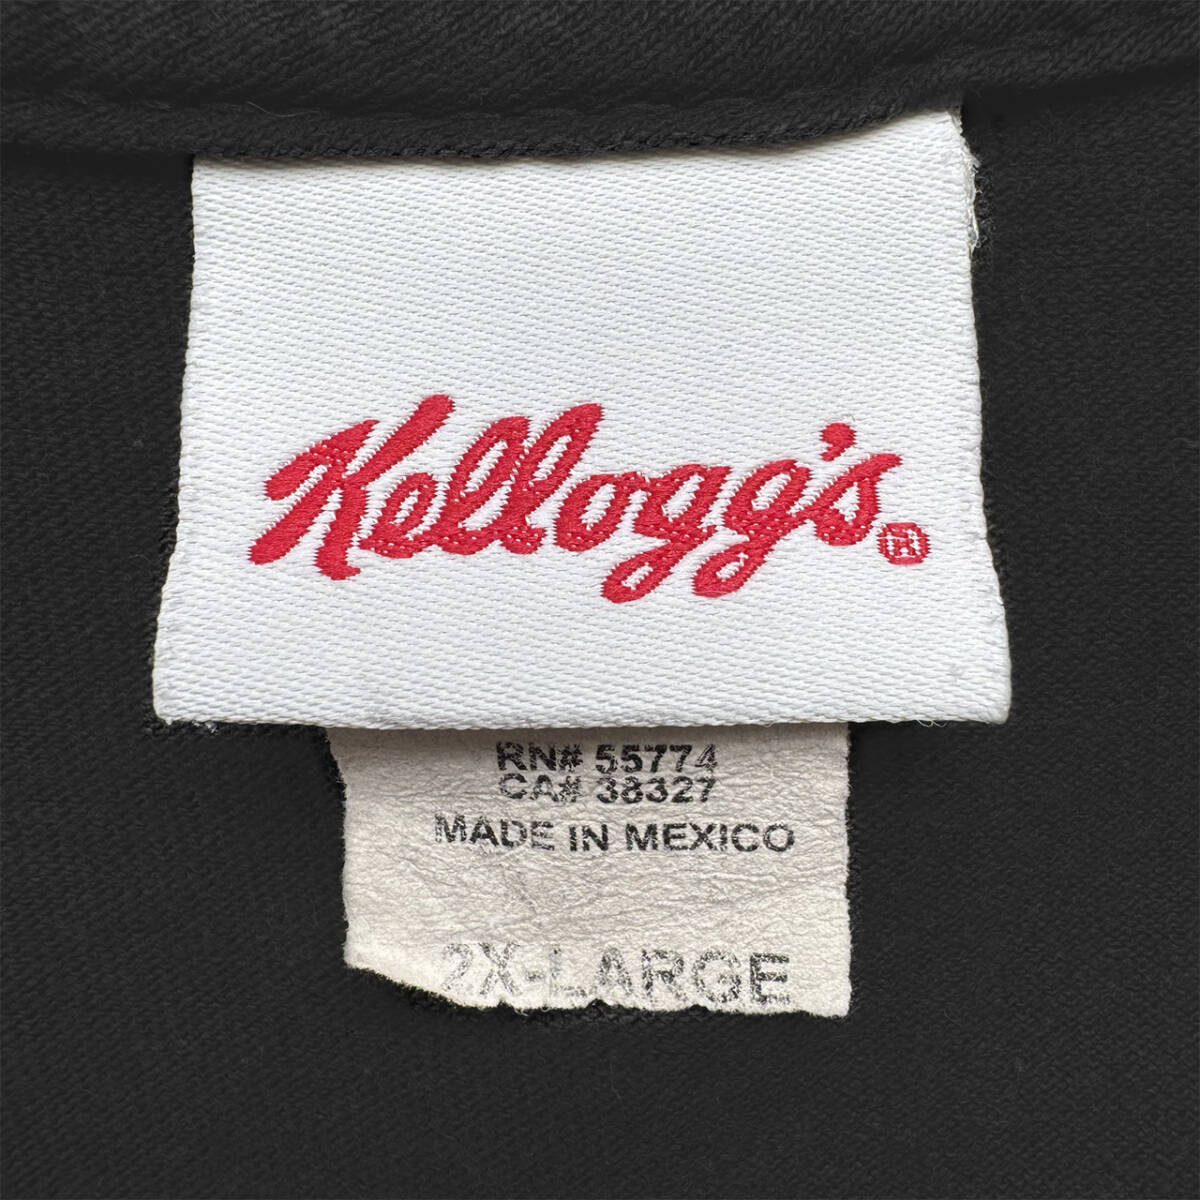 Kellogg's®
RN# 55774
CA# 38327
MADE IN MEXICO
2X-LARGE